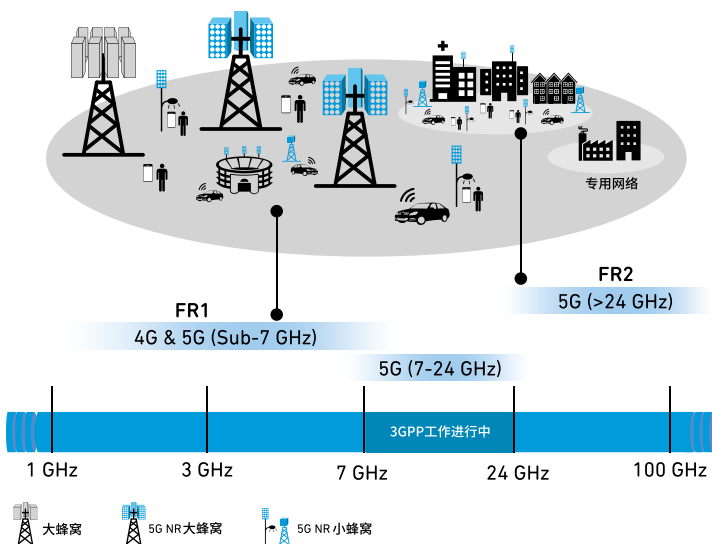 专用网络
FR2
5G (>24 GHz)
FR1
4G & 5G (Sub-7 GHz)
5G (7-24 GHz)
3GPP工作进行中
1 GHz
3 GHz
7 GHz
24 GHz
100 GHz
大蜂窝
5G NR大蜂窝
5G NR小蜂窝